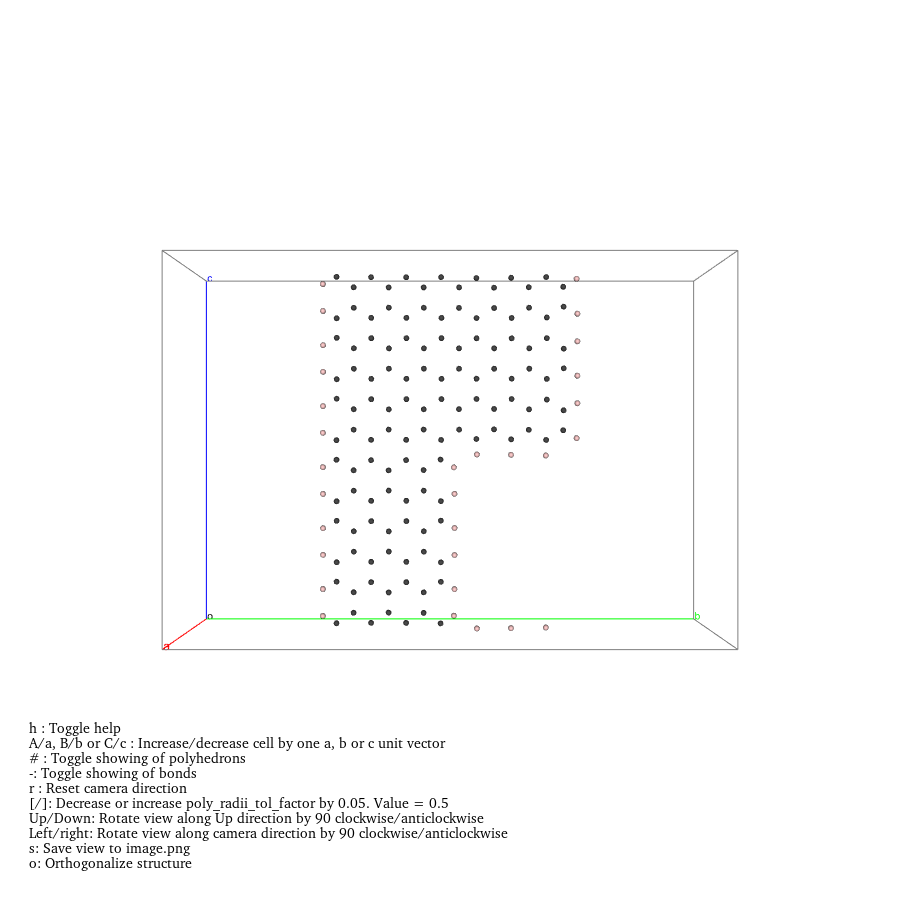 c
o
b
a
h : Toggle help
A/a, B/b or C/c : Increase/decrease cell by one a, b or c unit vector
# : Toggle showing of polyhedrons
-: Toggle showing of bonds
r : Reset camera direction
[/]: Decrease or increase poly_radii_tol_factor by 0.05. Value = 0.5
Up/Down: Rotate view along Up direction by 90 clockwise/anticlockwise
Left/right: Rotate view along camera direction by 90 clockwise/anticlockwise
s: Save view to image.png
o: Orthogonalize structure